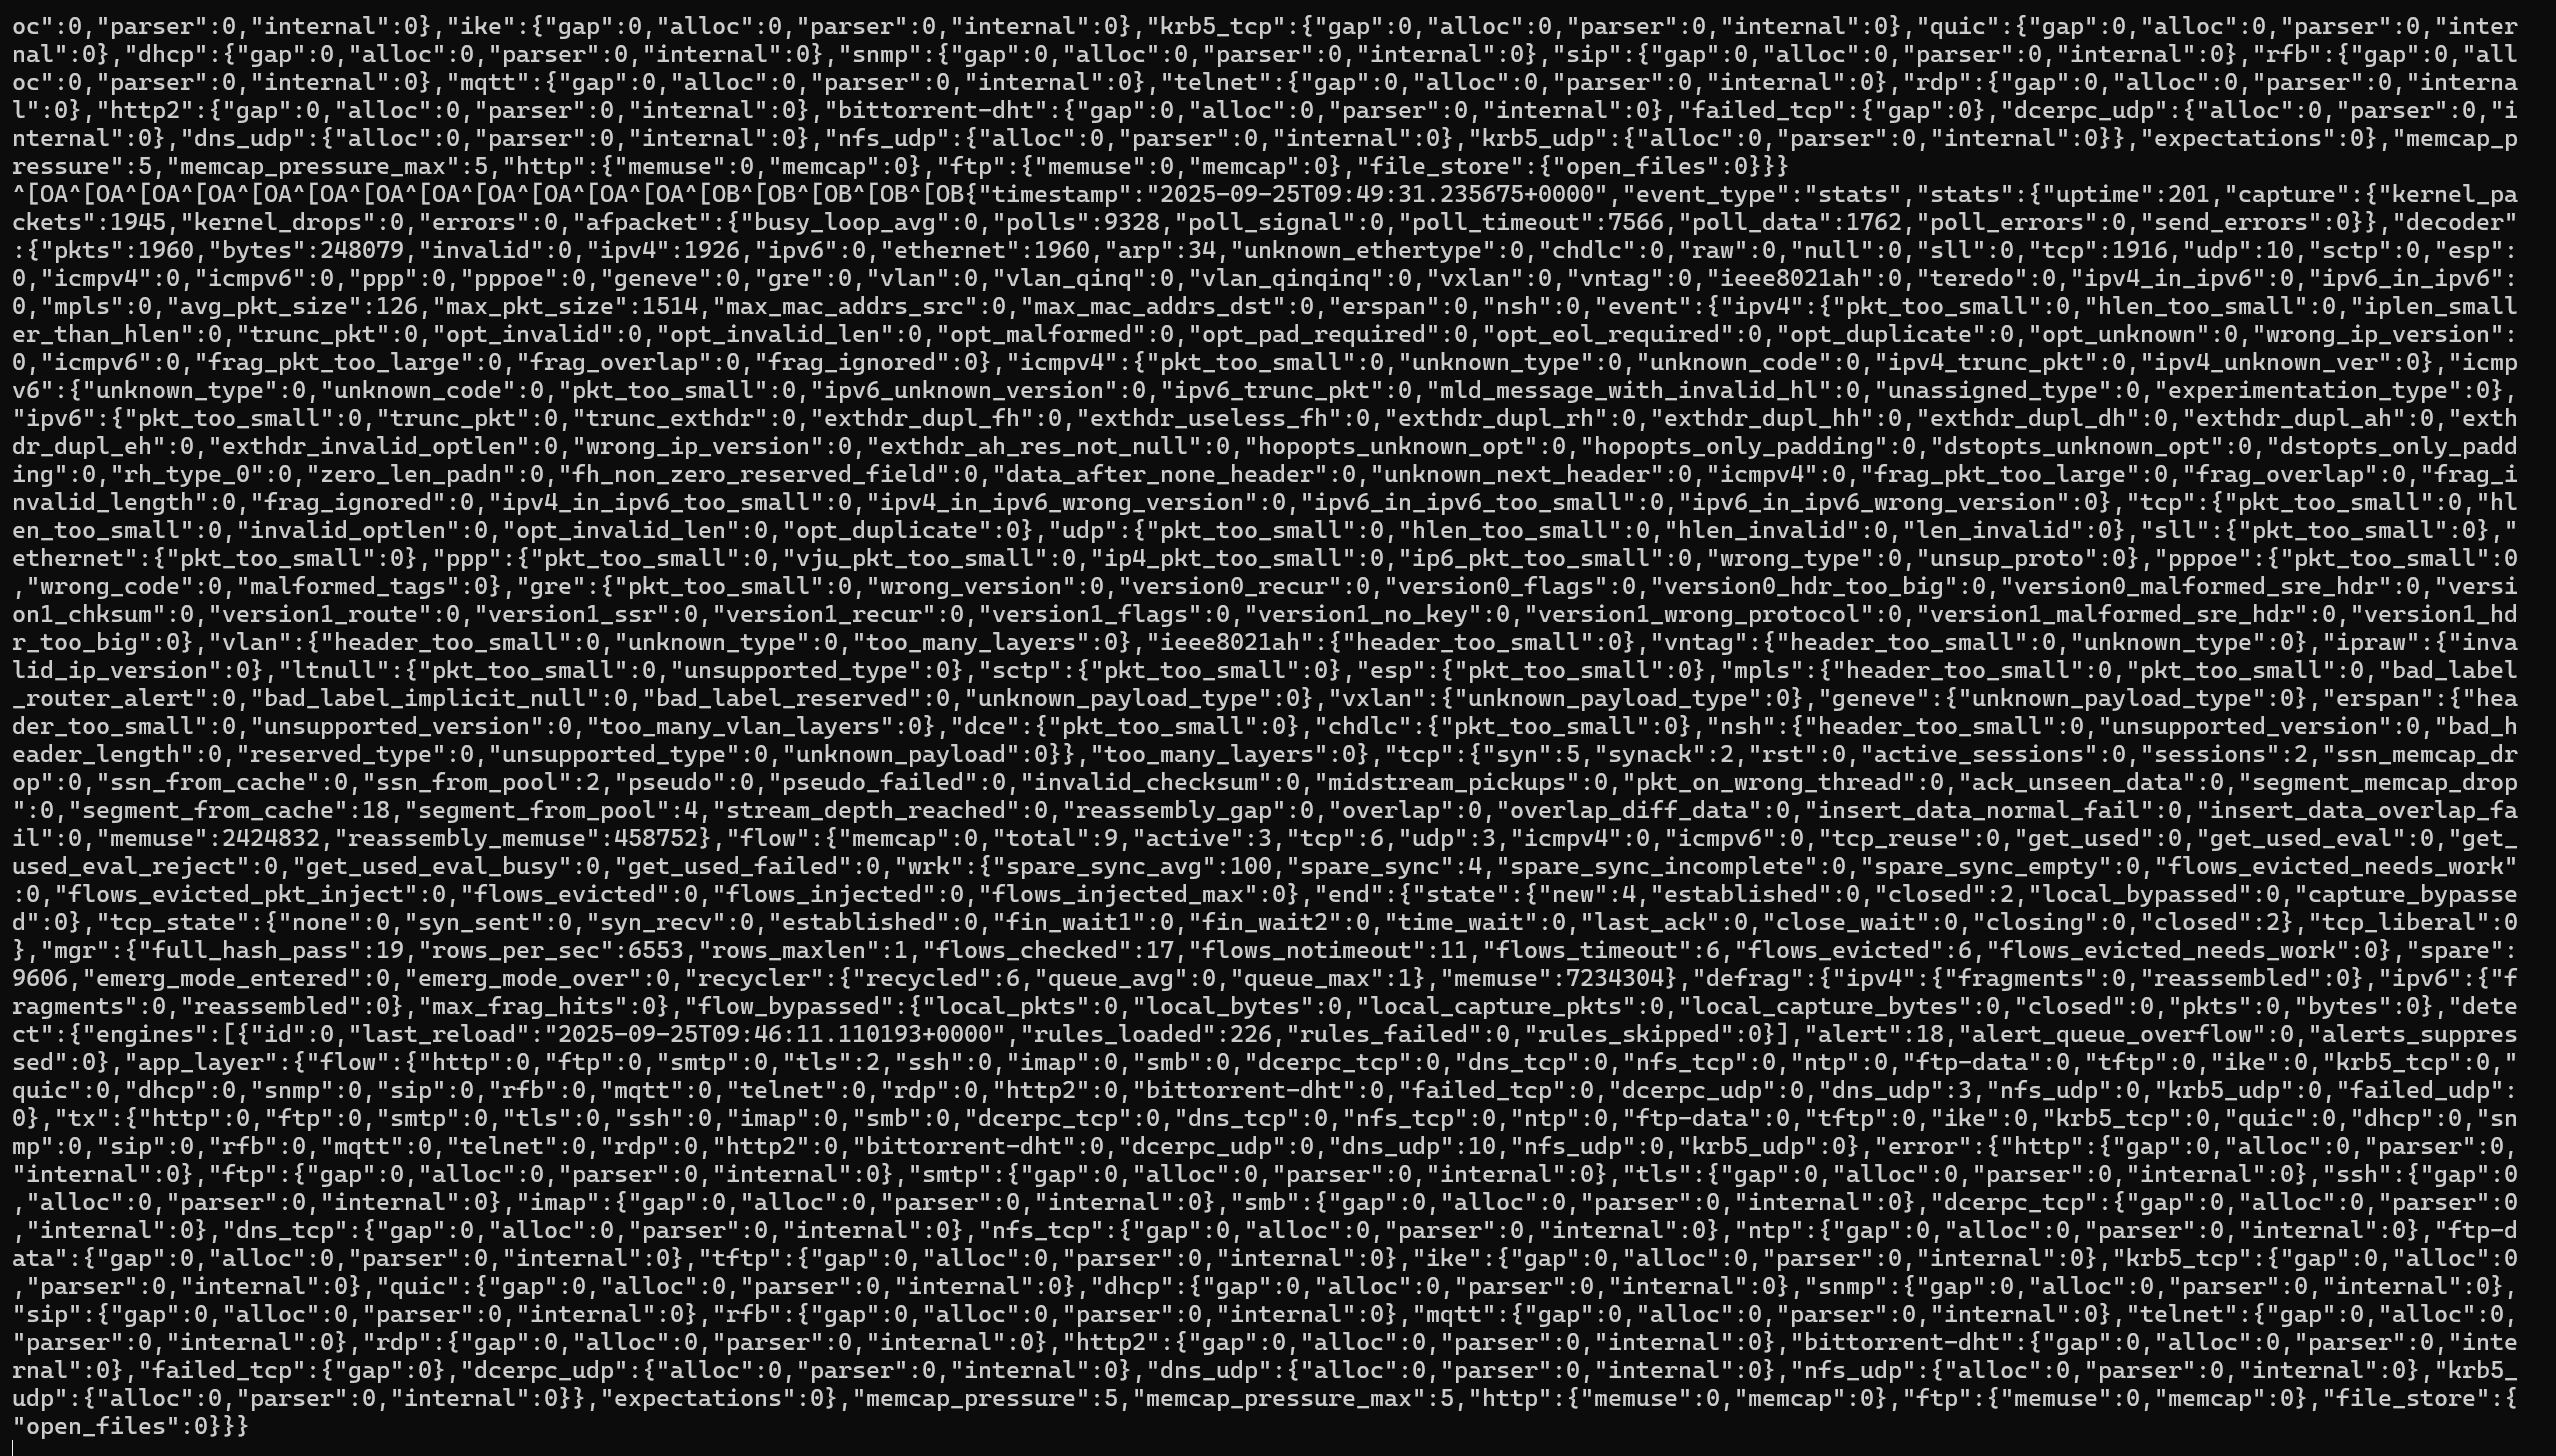 oc":0,"parser":0,"internal":0},"ike":{"gap":0,"alloc":0,"parser":0,"internal":0},"krb5_tcp":{"gap":0,"alloc":0,"parser":0,"internal":0},"quic":{"gap":0,"alloc":0,"parser":0,"inter
nal":0},"dhcp":{"gap":0,"alloc":0,"parser":0,"internal":0},"snmp":{"gap":0,"alloc":0,"parser":0,"internal":0},"sip":{"gap":0,"alloc":0,"parser":0,"internal":0},"rfb":{"gap":0,"all
oc":0,"parser":0,"internal":0},"mqtt":{"gap":0,"alloc":0,"parser":0,"internal":0},"telnet":{"gap":0,"alloc":0,"parser":0,"internal":0},"rdp":{"gap":0,"alloc":0,"parser":0,"interna
l":0},"http2":{"gap":0,"alloc":0,"parser":0,"internal":0},"bittorrent-dht":{"gap":0,"alloc":0,"parser":0,"internal":0},"failed_tcp":{"gap":0},"dcerpc_udp":{"alloc":0,"parser":0,"i
nternal":0},"dns_udp":{"alloc":0,"parser":0,"internal":0},"nfs_udp":{"alloc":0,"parser":0,"internal":0},"krb5_udp":{"alloc":0,"parser":0,"internal":0}},"expectations":0},"memcap_p
ressure":5,"memcap_pressure_max":5,"http":{"memuse":0,"memcap":0},"ftp":{"memuse":0,"memcap":0},"file_store":{"open_files":0}}}
^[OA^[OA^[OA^[OA^[OA^[OA^[OA^[OA^[OA^[OA^[OA^[OA^[OB^[OB^[OB^[OB^[OB{"timestamp":"2025-09-25T09:49:31.235675+0000","event_type":"stats","stats":{"uptime":201,"capture":{"kernel_pa
ckets":1945,"kernel_drops":0,"errors":0,"afpacket":{"busy_loop_avg":0,"polls":9328,"poll_signal":0,"poll_timeout":7566,"poll_data":1762,"poll_errors":0,"send_errors":0}},"decoder"
:{"pkts":1960,"bytes":248079,"invalid":0,"ipv4":1926,"ipv6":0,"ethernet":1960,"arp":34,"unknown_ethertype":0,"chdlc":0,"raw":0,"null":0,"sll":0,"tcp":1916,"udp":10,"sctp":0,"esp":
0,"icmpv4":0,"icmpv6":0,"ppp":0,"pppoe":0,"geneve":0,"gre":0,"vlan":0,"vlan_qinq":0,"vlan_qinqinq":0,"vxlan":0,"vntag":0,"ieee8021ah":0,"teredo":0,"ipv4_in_ipv6":0,"ipv6_in_ipv6":
0,"mpls":0,"avg_pkt_size":126,"max_pkt_size":1514,"max_mac_addrs_src":0,"max_mac_addrs_dst":0,"erspan":0,"nsh":0,"event":{"ipv4":{"pkt_too_small":0,"hlen_too_small":0,"iplen_small
er_than_hlen":0,"trunc_pkt":0,"opt_invalid":0,"opt_invalid_len":0,"opt_malformed":0,"opt_pad_required":0,"opt_eol_required":0,"opt_duplicate":0,"opt_unknown":0,"wrong_ip_version":
0,"icmpv6":0,"frag_pkt_too_large":0,"frag_overlap":0,"frag_ignored":0},"icmpv4":{"pkt_too_small":0,"unknown_type":0,"unknown_code":0,"ipv4_trunc_pkt":0,"ipv4_unknown_ver":0},"icmp
v6":{"unknown_type":0,"unknown_code":0,"pkt_too_small":0,"ipv6_unknown_version":0,"ipv6_trunc_pkt":0,"mld_message_with_invalid_hl":0,"unassigned_type":0,"experimentation_type":0},
"ipv6":{"pkt_too_small":0,"trunc_pkt":0,"trunc_exthdr":0,"exthdr_dupl_fh":0,"exthdr_useless_fh":0,"exthdr_dupl_rh":0,"exthdr_dupl_hh":0,"exthdr_dupl_dh":0,"exthdr_dupl_ah":0,"exth
dr_dupl_eh":0,"exthdr_invalid_optlen":0,"wrong_ip_version":0,"exthdr_ah_res_not_null":0,"hopopts_unknown_opt":0,"hopopts_only_padding":0,"dstopts_unknown_opt":0,"dstopts_only_padd
ing":0,"rh_type_0":0,"zero_len_padn":0,"fh_non_zero_reserved_field":0,"data_after_none_header":0,"unknown_next_header":0,"icmpv4":0,"frag_pkt_too_large":0,"frag_overlap":0,"frag_i
nvalid_length":0,"frag_ignored":0,"ipv4_in_ipv6_too_small":0,"ipv4_in_ipv6_wrong_version":0,"ipv6_in_ipv6_too_small":0,"ipv6_in_ipv6_wrong_version":0},"tcp":{"pkt_too_small":0,"hl
en_too_small":0,"invalid_optlen":0,"opt_invalid_len":0,"opt_duplicate":0},"udp":{"pkt_too_small":0,"hlen_too_small":0,"hlen_invalid":0,"len_invalid":0},"sll":{"pkt_too_small":0},"
ethernet":{"pkt_too_small":0},"ppp":{"pkt_too_small":0,"vju_pkt_too_small":0,"ip4_pkt_too_small":0,"ip6_pkt_too_small":0,"wrong_type":0,"unsup_proto":0},"pppoe":{"pkt_too_small":0
,"wrong_code":0,"malformed_tags":0},"gre":{"pkt_too_small":0,"wrong_version":0,"version0_recur":0,"version0_flags":0,"version0_hdr_too_big":0,"version0_malformed_sre_hdr":0,"versi
on1_chksum":0,"version1_route":0,"version1_ssr":0,"version1_recur":0,"version1_flags":0,"version1_no_key":0,"version1_wrong_protocol":0,"version1_malformed_sre_hdr":0,"version1_hd
r_too_big":0},"vlan":{"header_too_small":0,"unknown_type":0,"too_many_layers":0},"ieee8021ah":{"header_too_small":0},"vntag":{"header_too_small":0,"unknown_type":0},"ipraw":{"inva
lid_ip_version":0},"ltnull":{"pkt_too_small":0,"unsupported_type":0},"sctp":{"pkt_too_small":0},"esp":{"pkt_too_small":0},"mpls":{"header_too_small":0,"pkt_too_small":0,"bad_label
_router_alert":0,"bad_label_implicit_null":0,"bad_label_reserved":0,"unknown_payload_type":0},"vxlan":{"unknown_payload_type":0},"geneve":{"unknown_payload_type":0},"erspan":{"hea
der_too_small":0,"unsupported_version":0,"too_many_vlan_layers":0},"dce":{"pkt_too_small":0},"chdlc":{"pkt_too_small":0},"nsh":{"header_too_small":0,"unsupported_version":0,"bad_h
eader_length":0,"reserved_type":0,"unsupported_type":0,"unknown_payload":0}},"too_many_layers":0},"tcp":{"syn":5,"synack":2,"rst":0,"active_sessions":0,"sessions":2,"ssn_memcap_dr
op":0,"ssn_from_cache":0,"ssn_from_pool":2,"pseudo":0,"pseudo_failed":0,"invalid_checksum":0,"midstream_pickups":0,"pkt_on_wrong_thread":0,"ack_unseen_data":0,"segment_memcap_drop
":0,"segment_from_cache":18,"segment_from_pool":4,"stream_depth_reached":0,"reassembly_gap":0,"overlap":0,"overlap_diff_data":0,"insert_data_normal_fail":0,"insert_data_overlap_fa
il":0,"memuse":2424832,"reassembly_memuse":458752},"flow":{"memcap":0,"total":9,"active":3,"tcp":6,"udp":3,"icmpv4":0,"icmpv6":0,"tcp_reuse":0,"get_used":0,"get_used_eval":0,"get_
used_eval_reject":0,"get_used_eval_busy":0,"get_used_failed":0,"wrk":{"spare_sync_avg":100,"spare_sync":4,"spare_sync_incomplete":0,"spare_sync_empty":0,"flows_evicted_needs_work"
:0,"flows_evicted_pkt_inject":0,"flows_evicted":0,"flows_injected":0,"flows_injected_max":0},"end":{"state":{"new":4,"established":0,"closed":2,"local_bypassed":0,"capture_bypasse
d":0},"tcp_state":{"none":0,"syn_sent":0,"syn_recv":0,"established":0,"fin_wait1":0,"fin_wait2":0,"time_wait":0,"last_ack":0,"close_wait":0,"closing":0,"closed":2},"tcp_liberal":0
},"mgr":{"full_hash_pass":19,"rows_per_sec":6553,"rows_maxlen":1,"flows_checked":17,"flows_notimeout":11,"flows_timeout":6,"flows_evicted":6,"flows_evicted_needs_work":0},"spare":
9606,"emerg_mode_entered":0,"emerg_mode_over":0,"recycler":{"recycled":6,"queue_avg":0,"queue_max":1},"memuse":7234304},"defrag":{"ipv4":{"fragments":0,"reassembled":0},"ipv6":{"f
ragments":0,"reassembled":0},"max_frag_hits":0},"flow_bypassed":{"local_pkts":0,"local_bytes":0,"local_capture_pkts":0,"local_capture_bytes":0,"closed":0,"pkts":0,"bytes":0},"dete
ct":{"engines":[{"id":0,"last_reload":"2025-09-25T09:46:11.110193+0000","rules_loaded":226,"rules_failed":0,"rules_skipped":0}],"alert":18,"alert_queue_overflow":0,"alerts_suppres
sed":0},"app_layer":{"flow":{"http":0,"ftp":0,"smtp":0,"tls":2,"ssh":0,"imap":0,"smb":0,"dcerpc_tcp":0,"dns_tcp":0,"nfs_tcp":0,"ntp":0,"ftp-data":0,"tftp":0,"ike":0,"krb5_tcp":0,"
quic":0,"dhcp":0,"snmp":0,"sip":0,"rfb":0,"mqtt":0,"telnet":0,"rdp":0,"http2":0,"bittorrent-dht":0,"failed_tcp":0,"dcerpc_udp":0,"dns_udp":3,"nfs_udp":0,"krb5_udp":0,"failed_udp":
0},"tx":{"http":0,"ftp":0,"smtp":0,"tls":0,"ssh":0,"imap":0,"smb":0,"dcerpc_tcp":0,"dns_tcp":0,"nfs_tcp":0,"ntp":0,"ftp-data":0,"tftp":0,"ike":0,"krb5_tcp":0,"quic":0,"dhcp":0,"sn
mp":0,"sip":0,"rfb":0,"mqtt":0,"telnet":0,"rdp":0,"http2":0,"bittorrent-dht":0,"dcerpc_udp":0,"dns_udp":10,"nfs_udp":0,"krb5_udp":0},"error":{"http":{"gap":0,"alloc":0,"parser":0,
"internal":0},"ftp":{"gap":0,"alloc":0,"parser":0,"internal":0},"smtp":{"gap":0,"alloc":0,"parser":0,"internal":0},"tls":{"gap":0,"alloc":0,"parser":0,"internal":0},"ssh":{"gap":0
,"alloc":0,"parser":0,"internal":0},"imap":{"gap":0,"alloc":0,"parser":0,"internal":0},"smb":{"gap":0,"alloc":0,"parser":0,"internal":0},"dcerpc_tcp":{"gap":0,"alloc":0,"parser":0
,"internal":0},"dns_tcp":{"gap":0,"alloc":0,"parser":0,"internal":0},"nfs_tcp":{"gap":0,"alloc":0,"parser":0,"internal":0},"ntp":{"gap":0,"alloc":0,"parser":0,"internal":0},"ftp-d
ata":{"gap":0,"alloc":0,"parser":0,"internal":0},"tftp":{"gap":0,"alloc":0,"parser":0,"internal":0},"ike":{"gap":0,"alloc":0,"parser":0,"internal":0},"krb5_tcp":{"gap":0,"alloc":0
,"parser":0,"internal":0},"quic":{"gap":0,"alloc":0,"parser":0,"internal":0},"dhcp":{"gap":0,"alloc":0,"parser":0,"internal":0},"snmp":{"gap":0,"alloc":0,"parser":0,"internal":0},
"sip":{"gap":0,"alloc":0,"parser":0,"internal":0},"rfb":{"gap":0,"alloc":0,"parser":0,"internal":0},"mqtt":{"gap":0,"alloc":0,"parser":0,"internal":0},"telnet":{"gap":0,"alloc":0,
"parser":0,"internal":0},"rdp":{"gap":0,"alloc":0,"parser":0,"internal":0},"http2":{"gap":0,"alloc":0,"parser":0,"internal":0},"bittorrent-dht":{"gap":0,"alloc":0,"parser":0,"inte
rnal":0},"failed_tcp":{"gap":0},"dcerpc_udp":{"alloc":0,"parser":0,"internal":0},"dns_udp":{"alloc":0,"parser":0,"internal":0},"nfs_udp":{"alloc":0,"parser":0,"internal":0},"krb5_
udp":{"alloc":0,"parser":0,"internal":0}},"expectations":0},"memcap_pressure":5,"memcap_pressure_max":5,"http":{"memuse":0,"memcap":0},"ftp":{"memuse":0,"memcap":0},"file_store":{
"open_files":0}}}